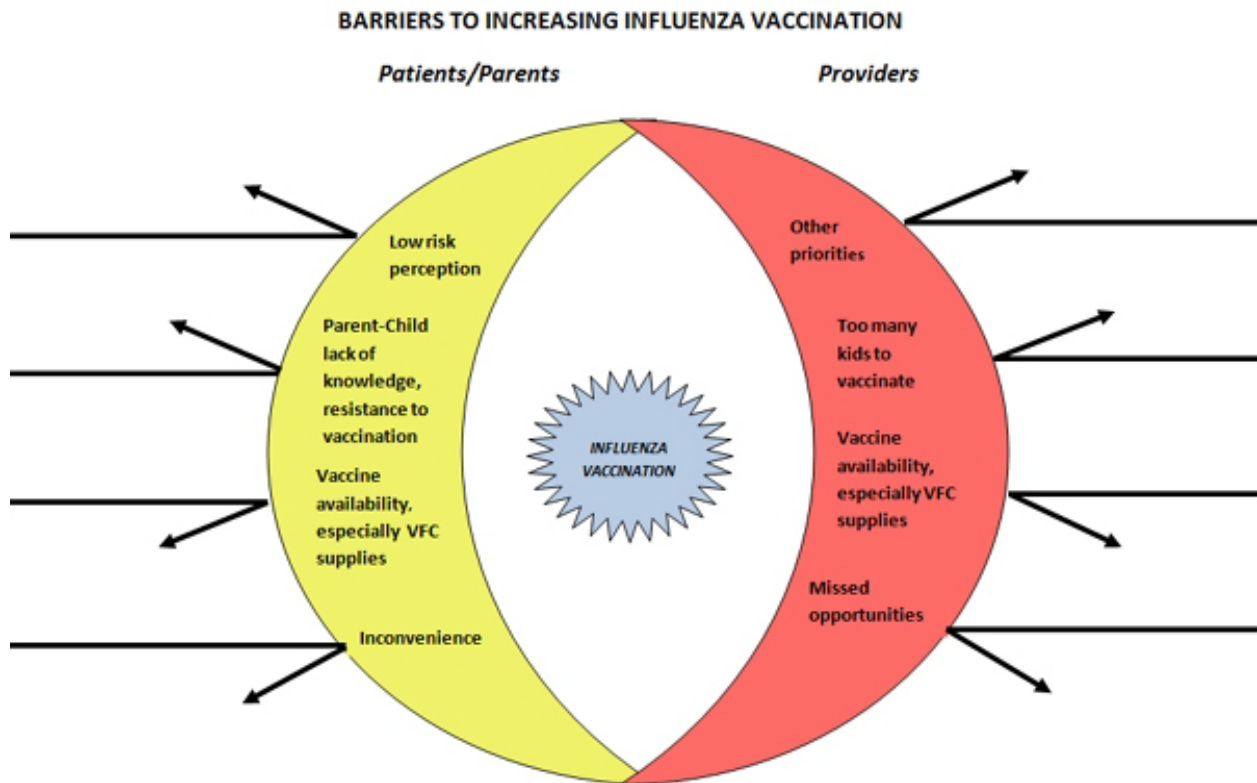 BARRIERS TO INCREASING INFLUENZA VACCINATION
Patients/Parents
Providers
Low risk
perception
Parent-Child
lack of
knowledge,
resistance to
vaccination
Vaccine
availability,
especially VFC
supplies
Inconvenience
INFLUENZA
VACCINATION
Other
priorities
Too many
kids to
vaccinate
Vaccine
availability,
especially VFC
supplies
Missed
opportunities